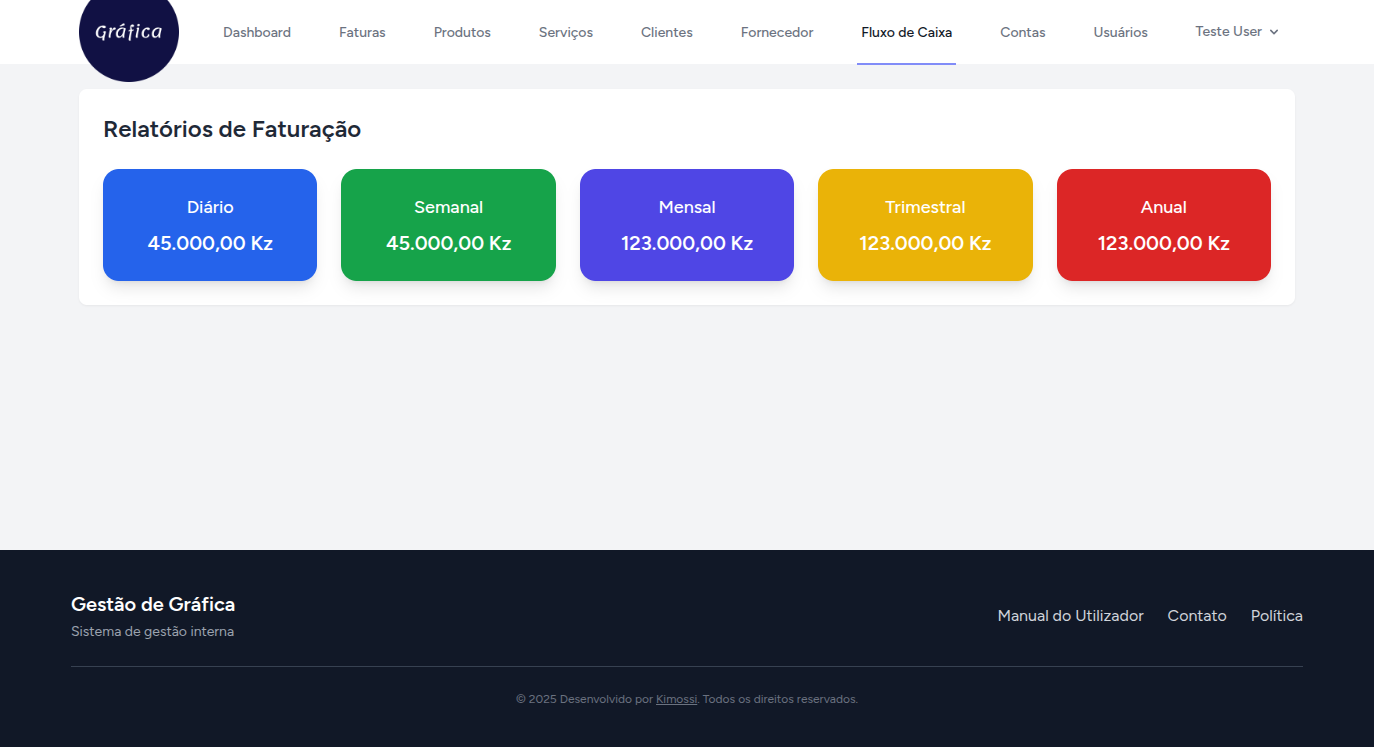 Gráfica
Dashboard Faturas Produtos Serviços Clientes Fornecedor Fluxo de Caixa Contas Usuários Teste User
Relatórios de Faturação
Diário Semanal Mensal Trimestral Anual
45.000,00 Kz 45.000,00 Kz 123.000,00 Kz 123.000,00 Kz 123.000,00 Kz
Gestão de Gráfica
Sistema de gestão interna
Manual do Utilizador Contato Política
© 2025 Desenvolvido por Kimossi. Todos os direitos reservados.